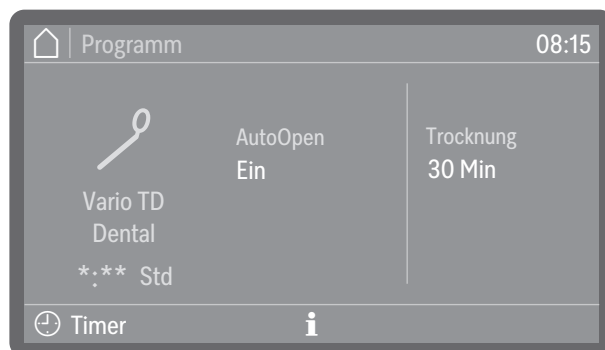 Programm
08:15
Vario TD
Dental
*:** Std
AutoOpen
Ein
Trocknung
30 Min
Timer
i